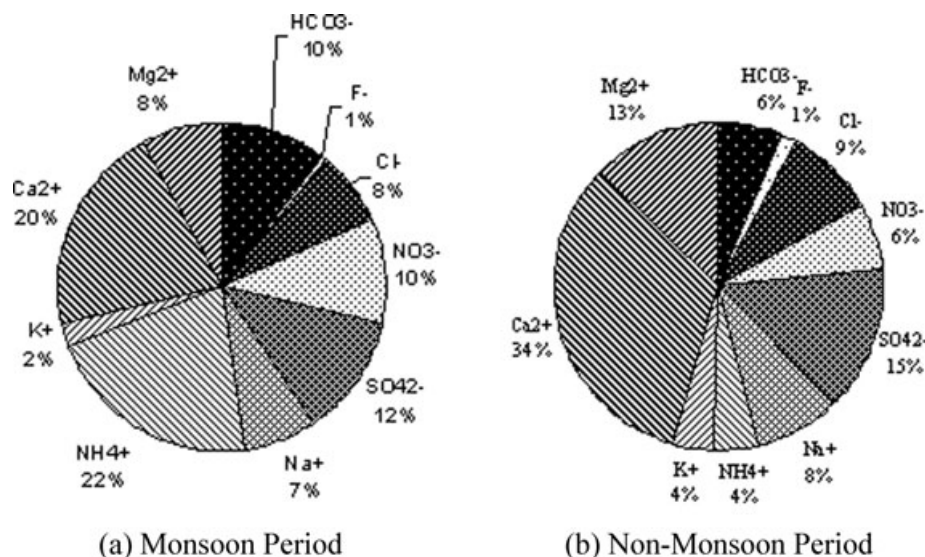 HCO3-
10%
F-
1%
Cl-
8%
NO3-
10%
SO42-
12%
Na+
7%
NH4+
22%
K+
2%
Ca2+
20%
Mg2+
8%
(a) Monsoon Period
HCO3-
6%
F-
1%
Cl-
9%
NO3-
6%
SO42-
15%
Na+
8%
NH4+
4%
K+
4%
Ca2+
34%
Mg2+
13%
(b) Non-Monsoon Period